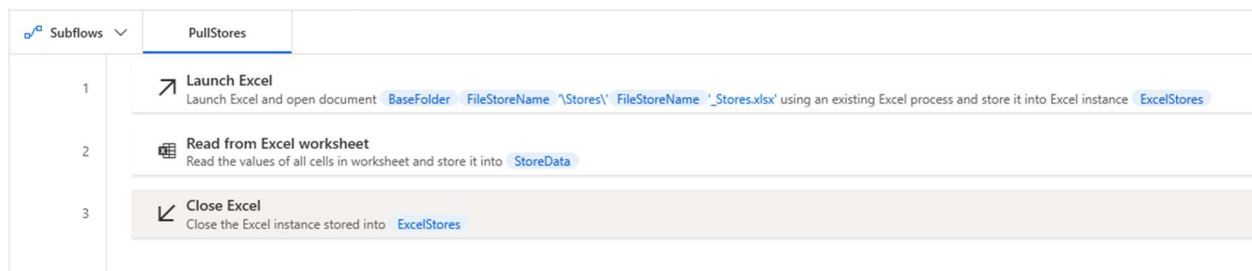 Subflows PullStores
1 Launch Excel
Launch Excel and open document BaseFolder FileStoreName '\Stores\' FileStoreName '_Stores.xlsx' using an existing Excel process and store it into Excel instance ExcelStores
2 Read from Excel worksheet
Read the values of all cells in worksheet and store it into StoreData
3 Close Excel
Close the Excel instance stored into ExcelStores